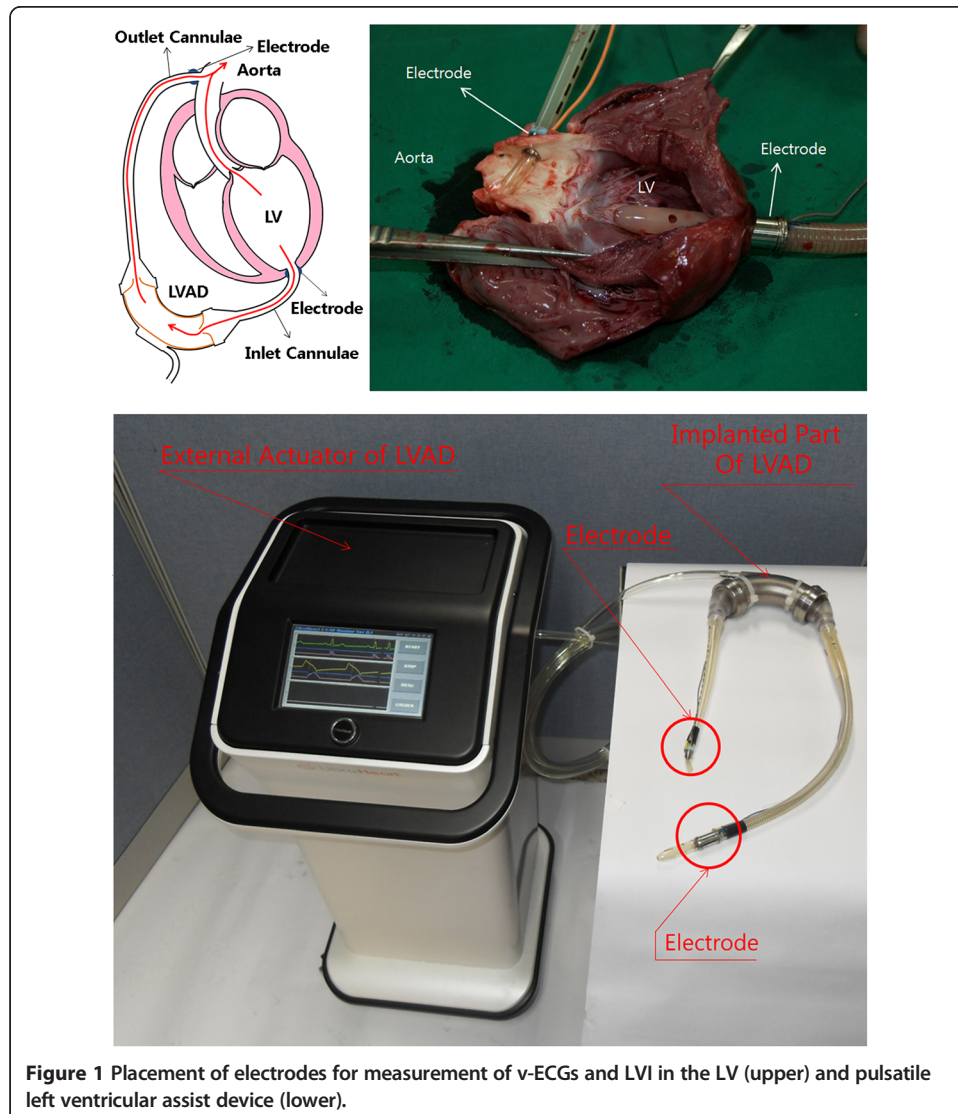 Outlet Cannulae
Electrode
Aorta
LV
LVAD
Electrode
Inlet Cannulae
Electrode
Aorta
LV
Electrode
External Actuator of LVAD
Implanted Part
Of LVAD
Electrode
START
STOP
MENU
Electrode
Figure 1 Placement of electrodes for measurement of v-ECGs and LVI in the LV (upper) and pulsatile
left ventricular assist device (lower).